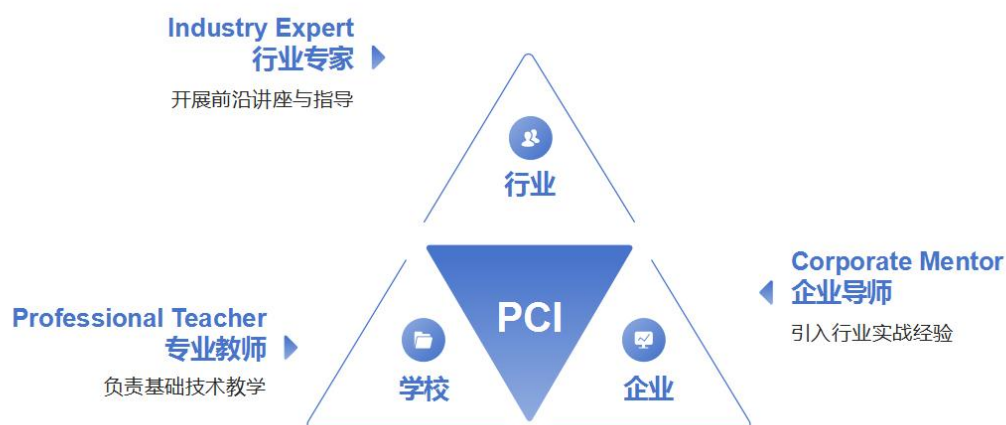 Industry Expert
行业专家
开展前沿讲座与指导
行业
Corporate Mentor
企业导师
引入行业实战经验
PCI
Professional Teacher
专业教师
负责基础技术教学
学校
企业